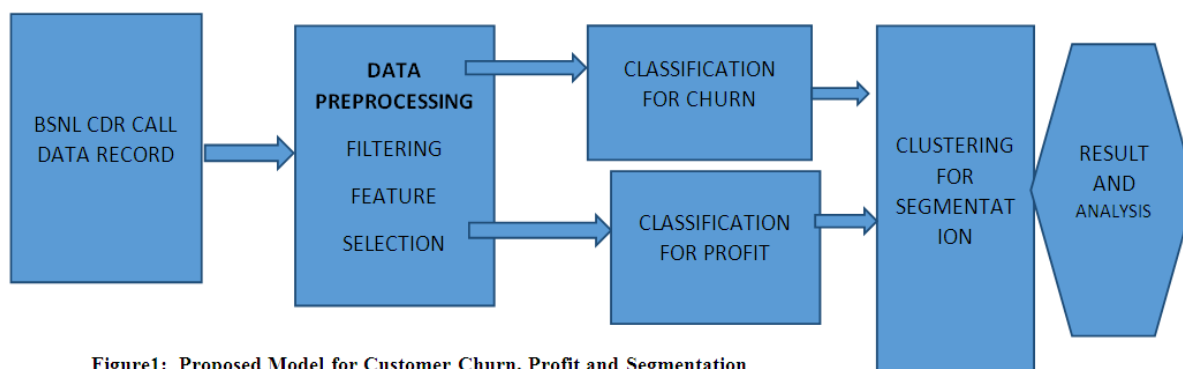 BSNL CDR CALL
DATA RECORD
DATA
PREPROCESSING
FILTERING
FEATURE
SELECTION
CLASSIFICATION
FOR CHURN
CLASSIFICATION
FOR PROFIT
CLUSTERING
FOR
SEGMENTAT
ION
RESULT
AND
ANALYSIS
Figure1: Proposed Model for Customer Churn, Profit and Segmentation